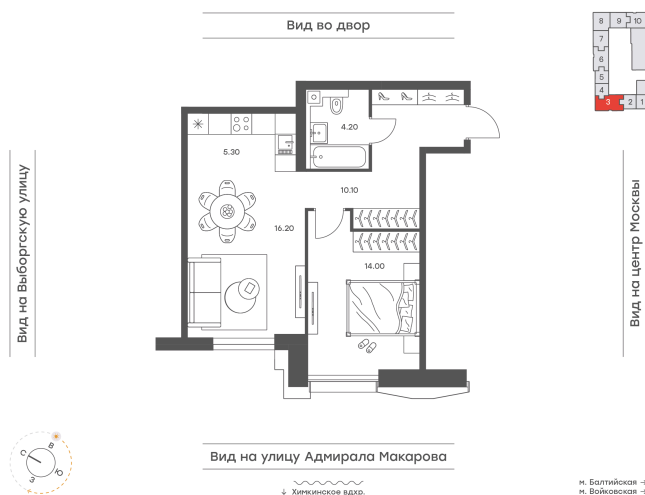 Вид во двор
8 9 10
7
6
5
4
3 2 1
4.20
5.30
10.10
16.20
14.00
Вид на Выборгскую улицу
Вид на центр Москвы
Вид на улицу Адмирала Макарова
С В Ю З
↓ Химкинское вдхр.
м. Балтийская →
м. Войковская →